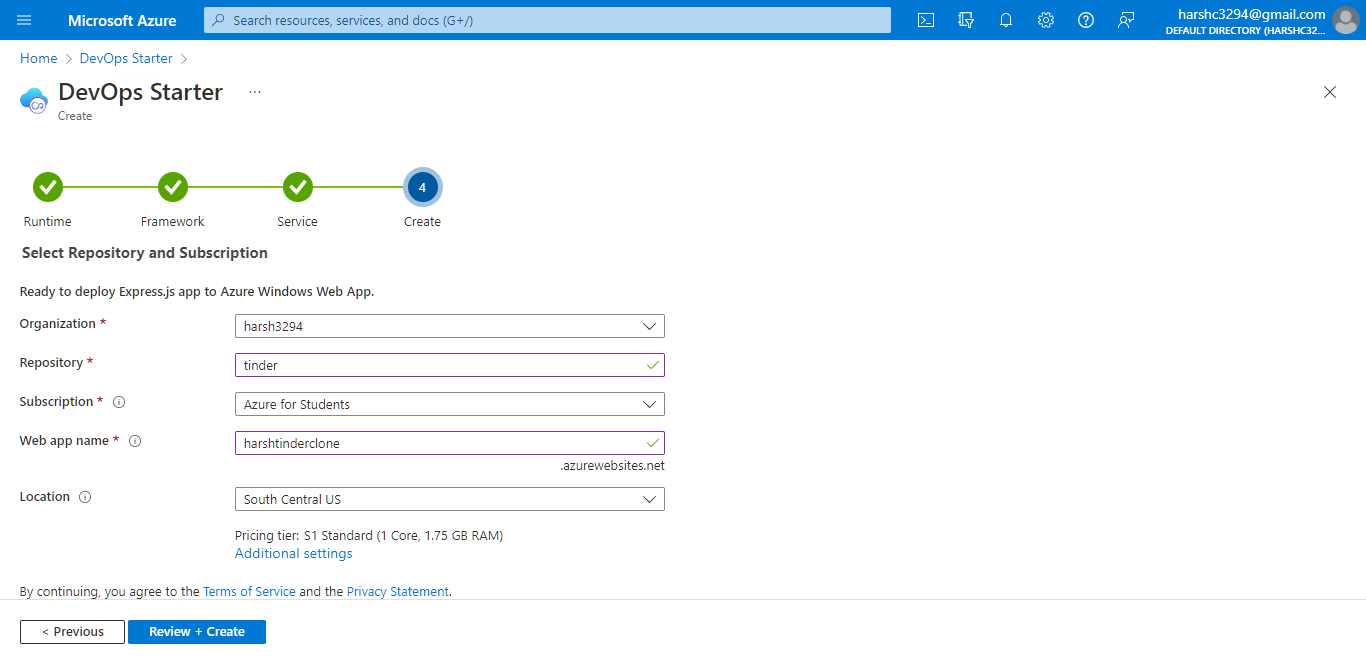 Microsoft Azure
Search resources, services, and docs (G+/)
harshc3294@gmail.com
DEFAULT DIRECTORY (HARSHC32...
Home > DevOps Starter >
DevOps Starter ...
Create
4
Runtime Framework Service Create
Select Repository and Subscription
Ready to deploy Express.js app to Azure Windows Web App.
Organization * harsh3294
Repository * tinder
Subscription * Azure for Students
Web app name * harshtinderclone
.azurewebsites.net
Location South Central US
Pricing tier: S1 Standard (1 Core, 1.75 GB RAM)
Additional settings
By continuing, you agree to the Terms of Service and the Privacy Statement.
< Previous Review + Create